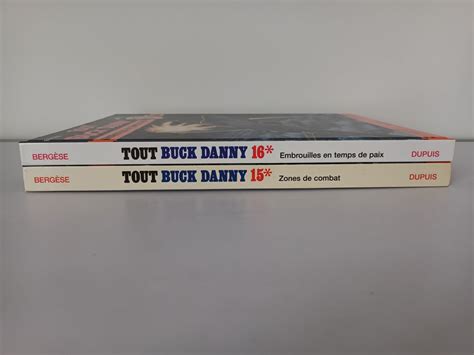 BERGÈSE TOUT BUCK DANNY 16* Embrouilles en temps de paix DUPUIS
BERGÈSE TOUT BUCK DANNY 15* Zones de combat DUPUIS